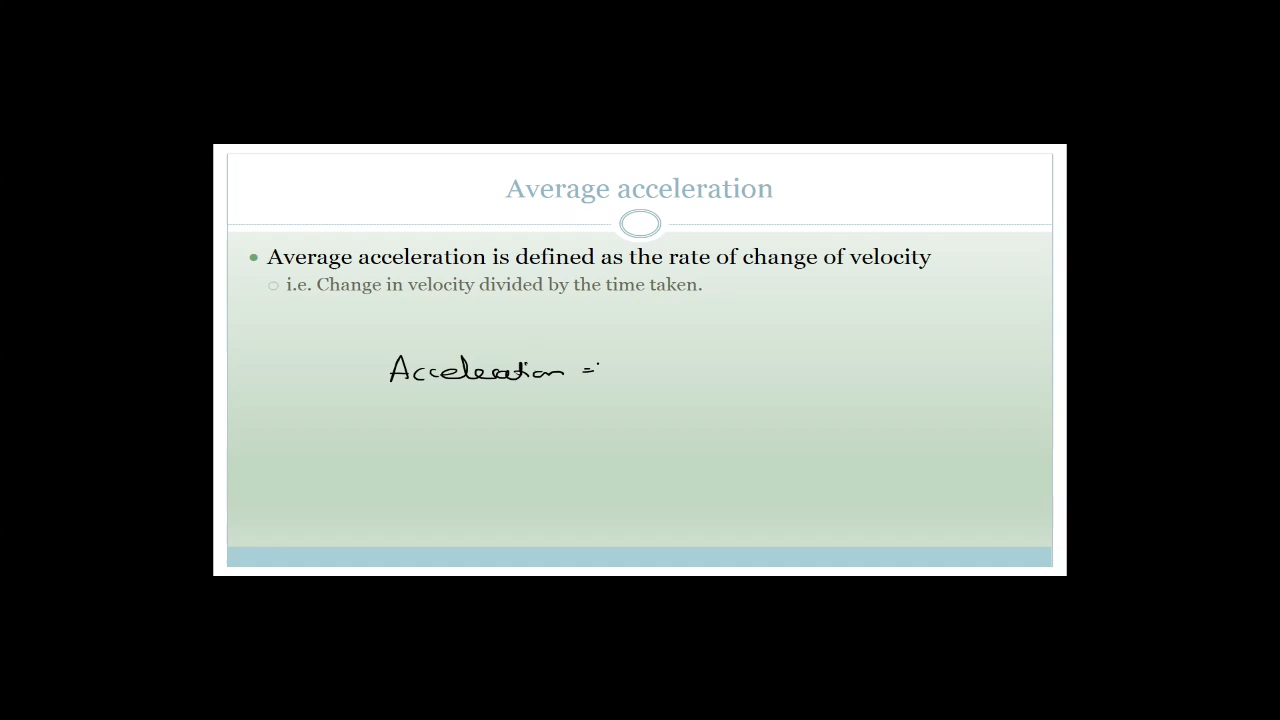 Average acceleration
• Average acceleration is defined as the rate of change of velocity
○ i.e. Change in velocity divided by the time taken.
Acceleration =